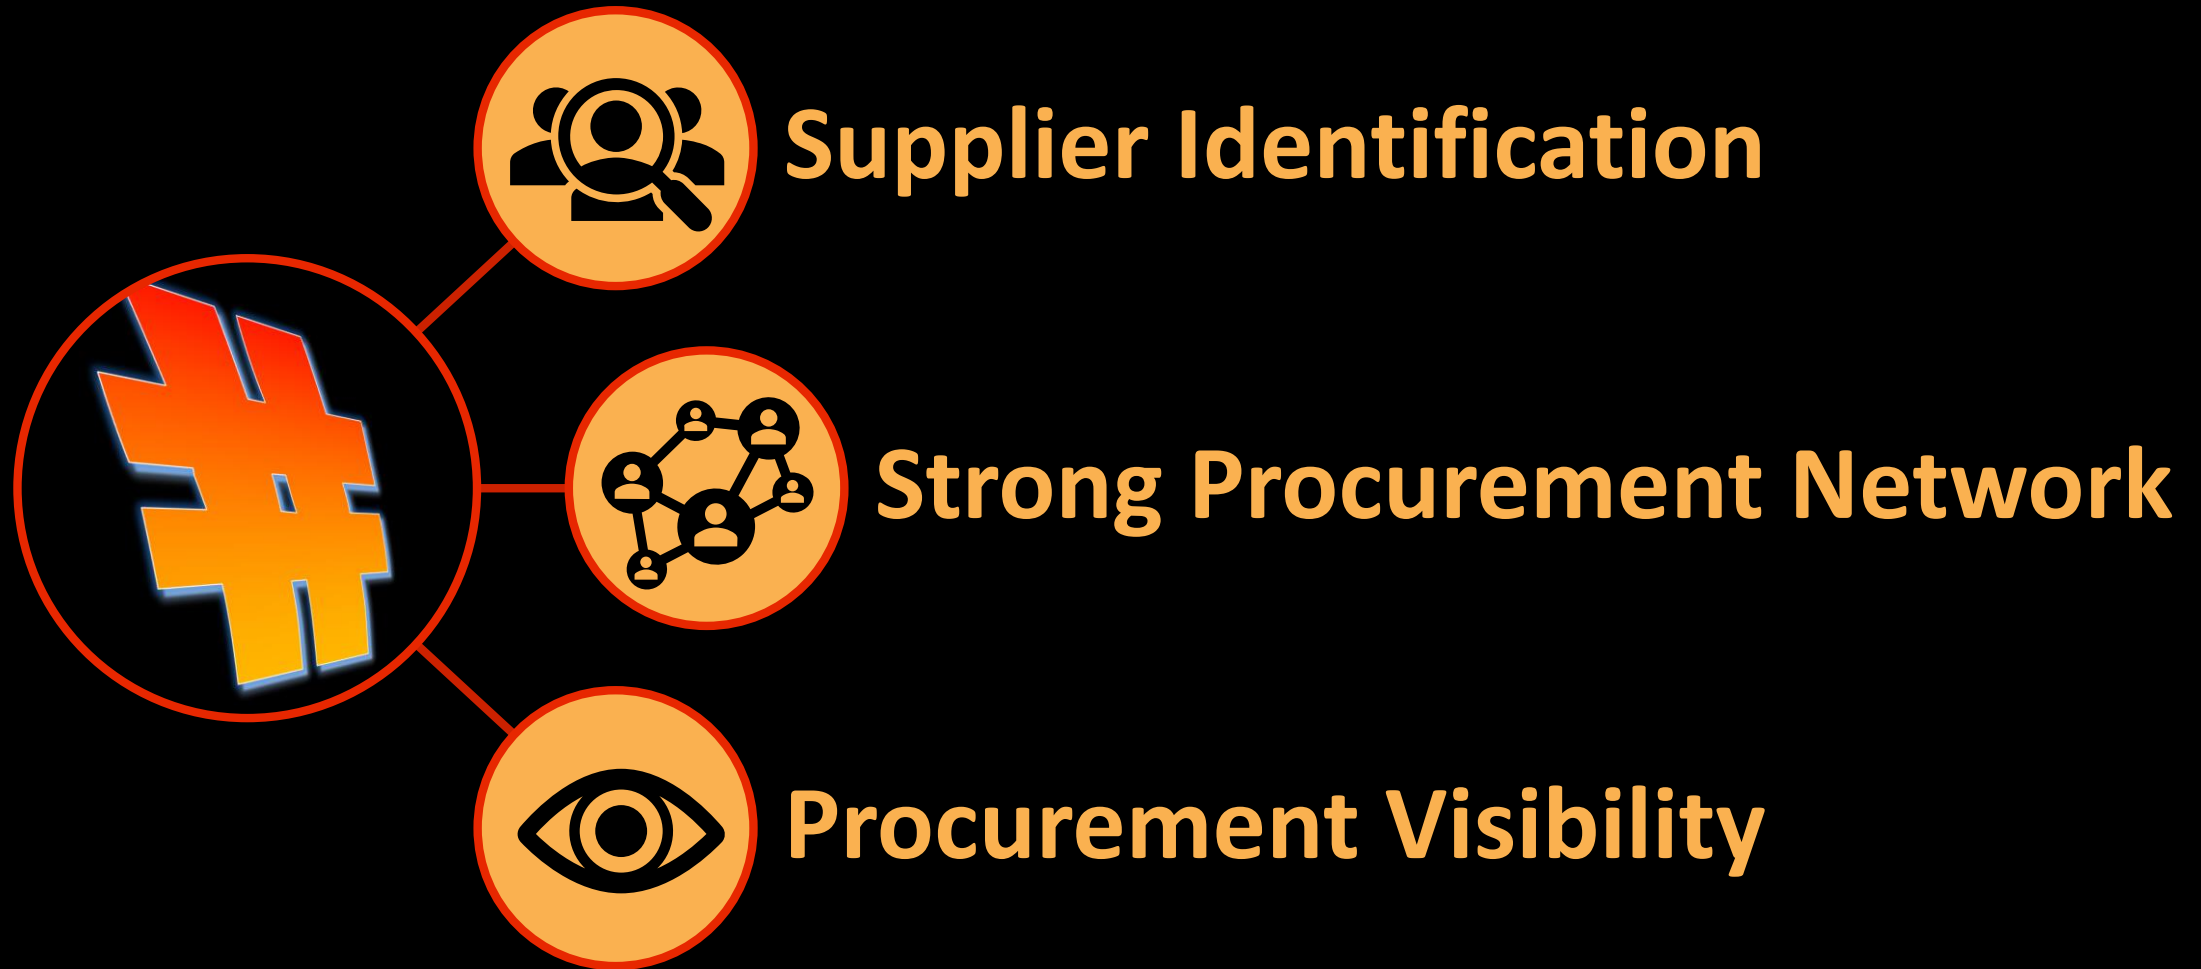 #
Supplier Identification
Strong Procurement Network
Procurement Visibility